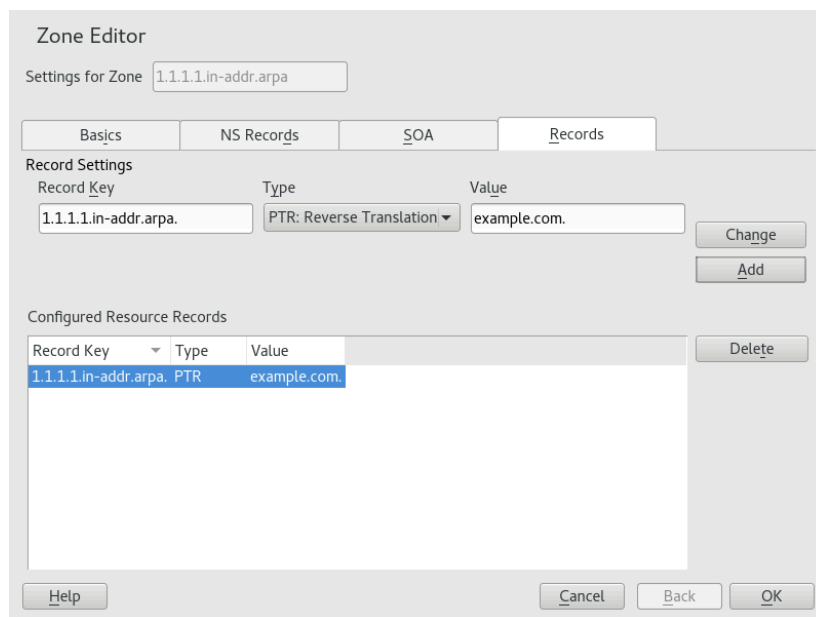 Zone Editor
Settings for Zone 1.1.1.1.in-addr.arpa
Basics NS Records SOA Records
Record Settings
Record Key Type Value
1.1.1.1.in-addr.arpa. PTR: Reverse Translation example.com.
Change
Add
Configured Resource Records
Record Key Type Value
Delete
1.1.1.1.in-addr.arpa. PTR example.com.
Help Cancel Back OK